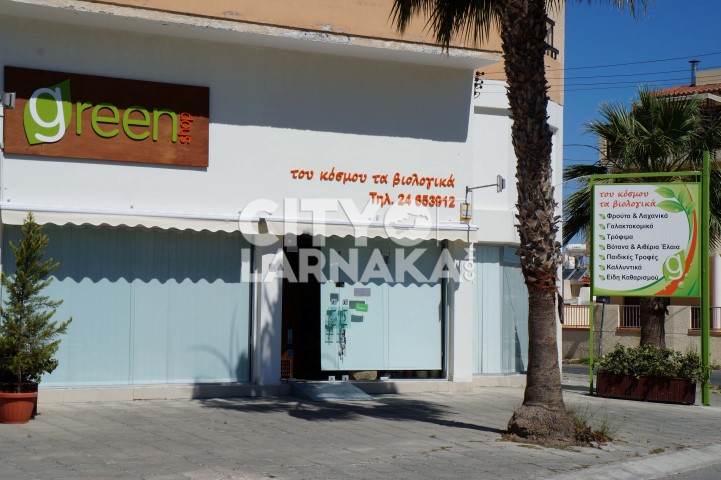 green
shop
του κόσμου τα βιολογικά
Τηλ. 24 653912
CITY@
LARNAKA.com
του κόσμου
τα βιολογικά
Φρούτα & Λαχανικά
Γαλακτοκομικά
Τρόφιμα
Βότανα & Αιθέρια Έλαια
Παιδικές Τροφές
Καλλυντικά
Είδη Καθαρισμού
g